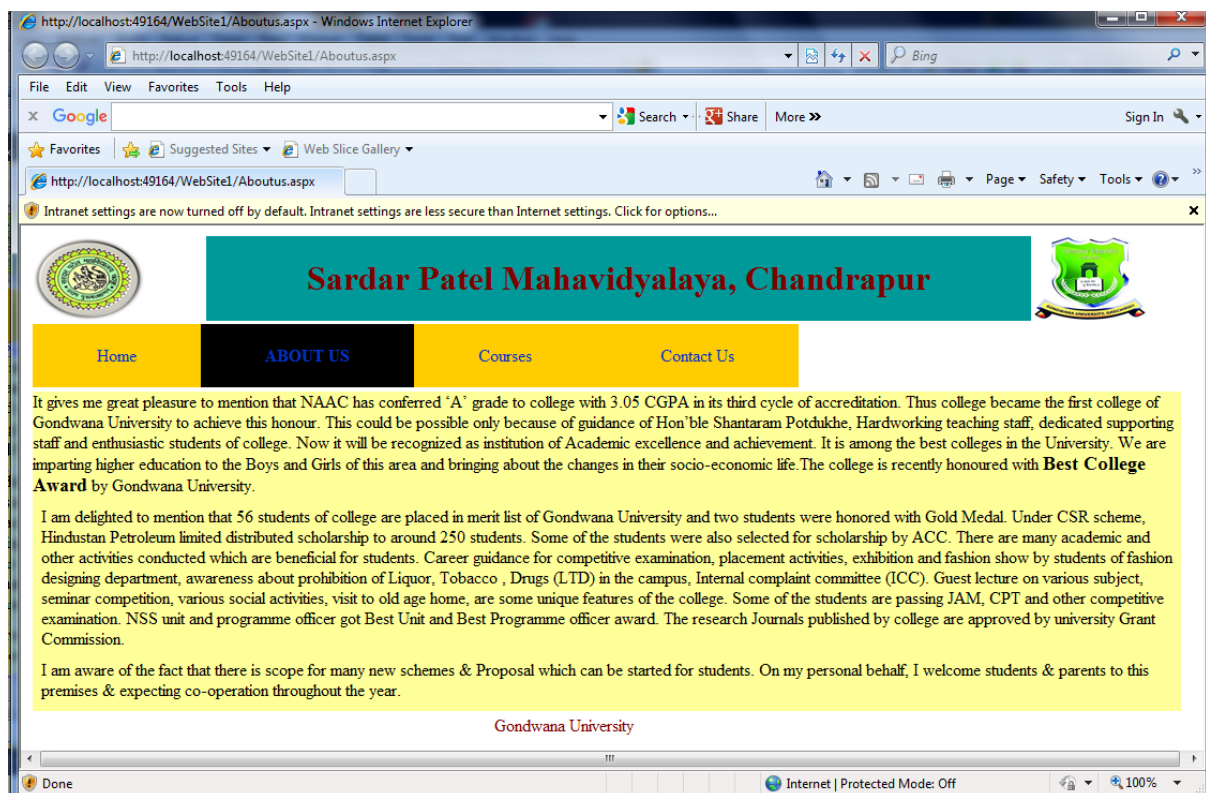 http://localhost:49164/WebSite1/Aboutus.aspx - Windows Internet Explorer
http://localhost:49164/WebSite1/Aboutus.aspx
Bing
File Edit View Favorites Tools Help
x Google Search Share More » Sign In
Favorites Suggested Sites Web Slice Gallery
http://localhost:49164/WebSite1/Aboutus.aspx Page Safety Tools »
Intranet settings are now turned off by default. Intranet settings are less secure than Internet settings. Click for options...
Sardar Patel Mahavidyalaya, Chandrapur
Home ABOUT US Courses Contact Us
It gives me great pleasure to mention that NAAC has conferred ‘A’ grade to college with 3.05 CGPA in its third cycle of accreditation. Thus college became the first college of
Gondwana University to achieve this honour. This could be possible only because of guidance of Hon’ble Shantaram Potdukhe, Hardworking teaching staff, dedicated supporting
staff and enthusiastic students of college. Now it will be recognized as institution of Academic excellence and achievement. It is among the best colleges in the University. We are
imparting higher education to the Boys and Girls of this area and bringing about the changes in their socio-economic life.The college is recently honoured with Best College
Award by Gondwana University.
I am delighted to mention that 56 students of college are placed in merit list of Gondwana University and two students were honored with Gold Medal. Under CSR scheme,
Hindustan Petroleum limited distributed scholarship to around 250 students. Some of the students were also selected for scholarship by ACC. There are many academic and
other activities conducted which are beneficial for students. Career guidance for competitive examination, placement activities, exhibition and fashion show by students of fashion
designing department, awareness about prohibition of Liquor, Tobacco , Drugs (LTD) in the campus, Internal complaint committee (ICC). Guest lecture on various subject,
seminar competition, various social activities, visit to old age home, are some unique features of the college. Some of the students are passing JAM, CPT and other competitive
examination. NSS unit and programme officer got Best Unit and Best Programme officer award. The research Journals published by college are approved by university Grant
Commission.
I am aware of the fact that there is scope for many new schemes & Proposal which can be started for students. On my personal behalf, I welcome students & parents to this
premises & expecting co-operation throughout the year.
Gondwana University
Done Internet | Protected Mode: Off 100%